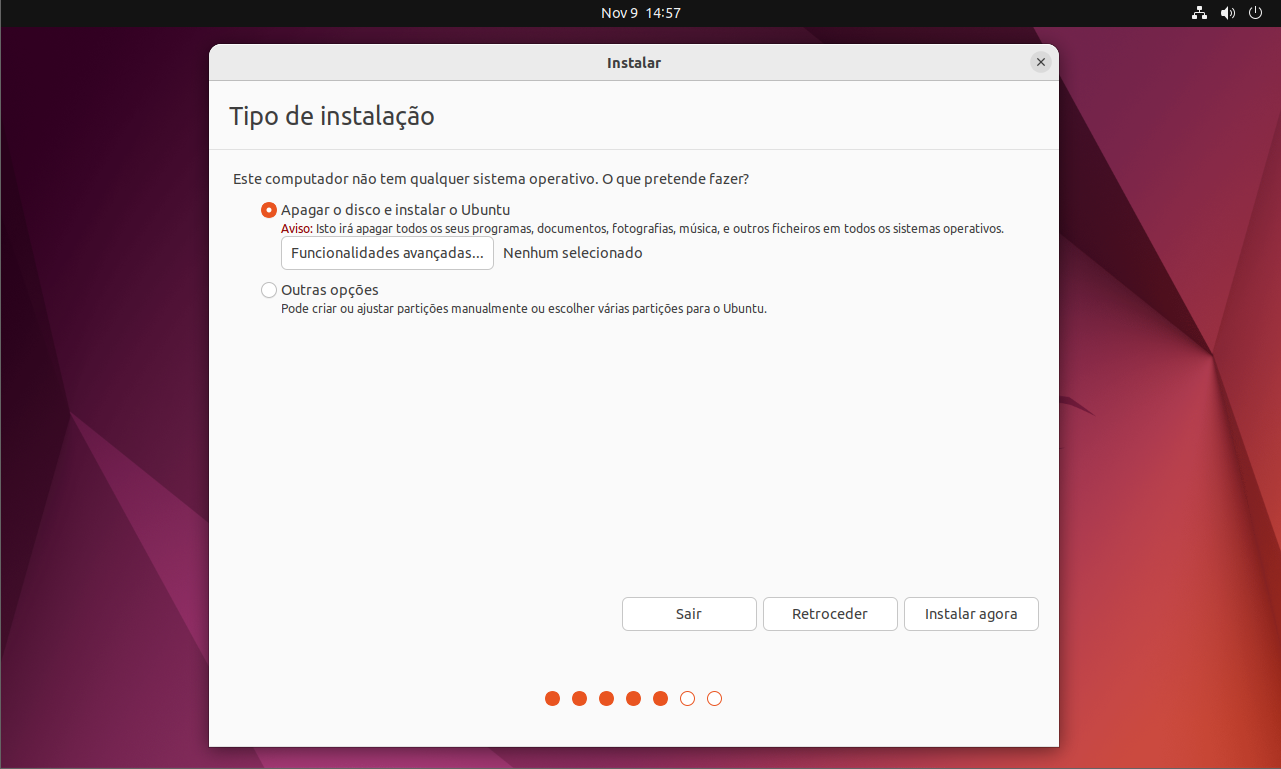 Nov 9 14:57
Instalar
Tipo de instalação
Este computador não tem qualquer sistema operativo. O que pretende fazer?
Apagar o disco e instalar o Ubuntu
Aviso: Isto irá apagar todos os seus programas, documentos, fotografias, música, e outros ficheiros em todos os sistemas operativos.
Funcionalidades avançadas... Nenhum selecionado
Outras opções
Pode criar ou ajustar partições manualmente ou escolher várias partições para o Ubuntu.
Sair Retroceder Instalar agora